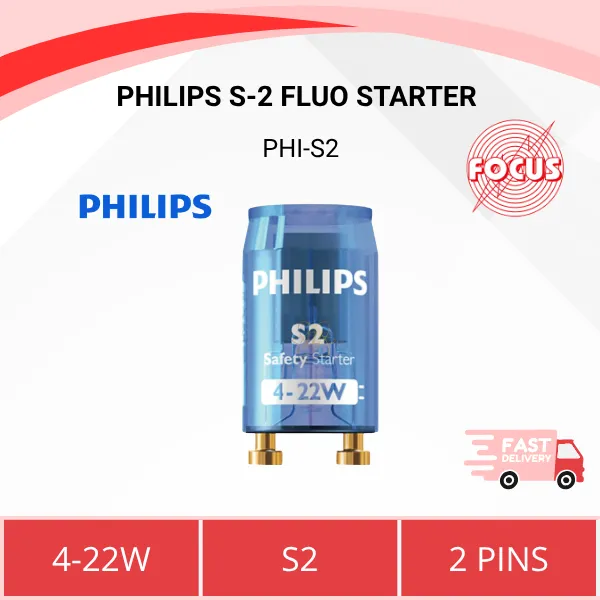 PHILIPS S-2 FLUO STARTER
PHI-S2
FOCUS
PHILIPS
PHILIPS
S2
Safety Starter
4-22W
FAST
DELIVERY
4-22W
S2
2 PINS